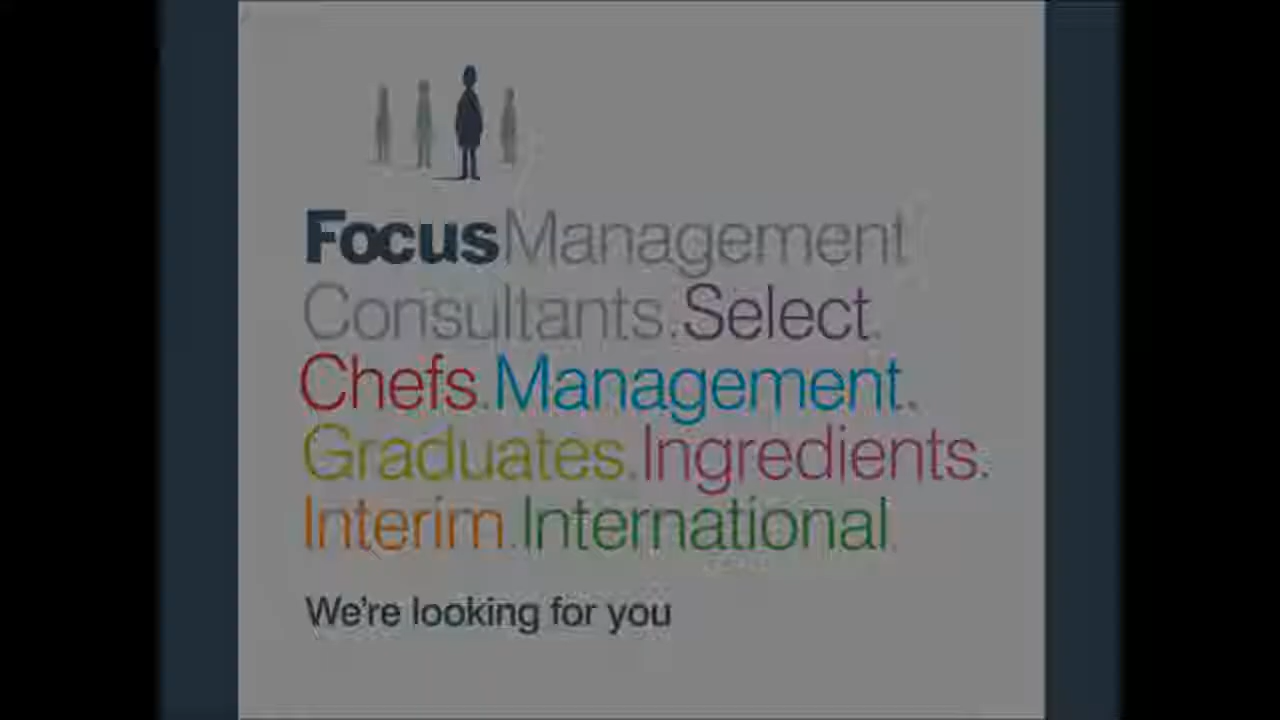 FocusManagement
Consultants.Select.
Chefs.Management.
Graduates.Ingredients.
Interim.International.
We're looking for you